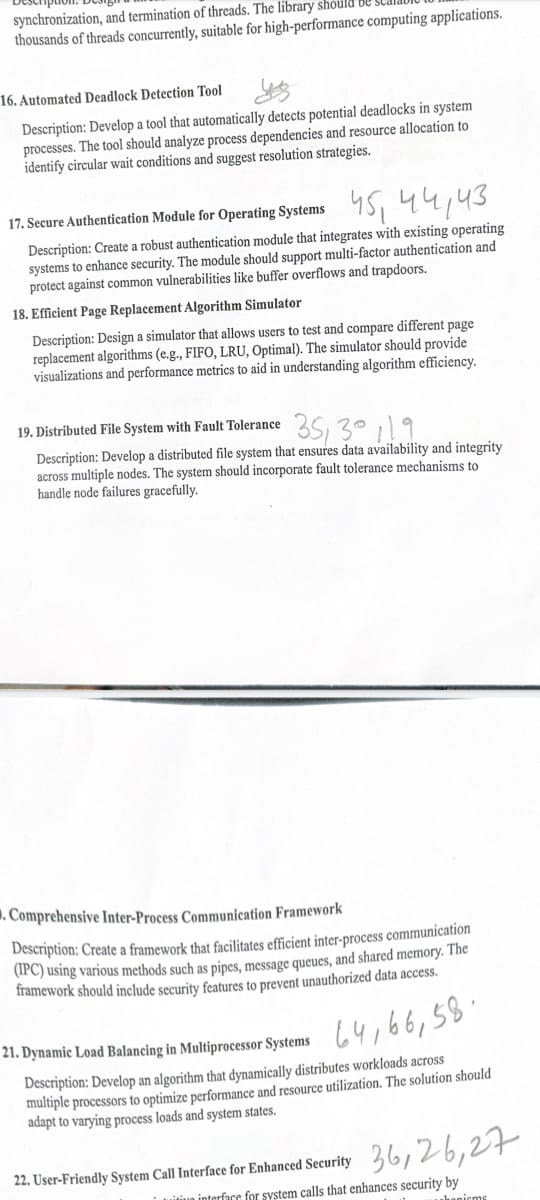 synchronization, and termination of threads. The library should be
thousands of threads concurrently, suitable for high-performance computing applications.
16. Automated Deadlock Detection Tool
Description: Develop a tool that automatically detects potential deadlocks in system
processes. The tool should analyze process dependencies and resource allocation to
identify circular wait conditions and suggest resolution strategies.
17. Secure Authentication Module for Operating Systems 45, 44, 43
Description: Create a robust authentication module that integrates with existing operating
systems to enhance security. The module should support multi-factor authentication and
protect against common vulnerabilities like buffer overflows and trapdoors.
18. Efficient Page Replacement Algorithm Simulator
Description: Design a simulator that allows users to test and compare different page
replacement algorithms (e.g., FIFO, LRU, Optimal). The simulator should provide
visualizations and performance metrics to aid in understanding algorithm efficiency.
19. Distributed File System with Fault Tolerance 35, 30, 19
Description: Develop a distributed file system that ensures data availability and integrity
across multiple nodes. The system should incorporate fault tolerance mechanisms to
handle node failures gracefully.
. Comprehensive Inter-Process Communication Framework
Description: Create a framework that facilitates efficient inter-process communication
(IPC) using various methods such as pipes, message queues, and shared memory. The
framework should include security features to prevent unauthorized data access.
21. Dynamic Load Balancing in Multiprocessor Systems 64, 66, 58.
Description: Develop an algorithm that dynamically distributes workloads across
multiple processors to optimize performance and resource utilization. The solution should
adapt to varying process loads and system states.
22. User-Friendly System Call Interface for Enhanced Security 36, 26, 27
interface for system calls that enhances security by